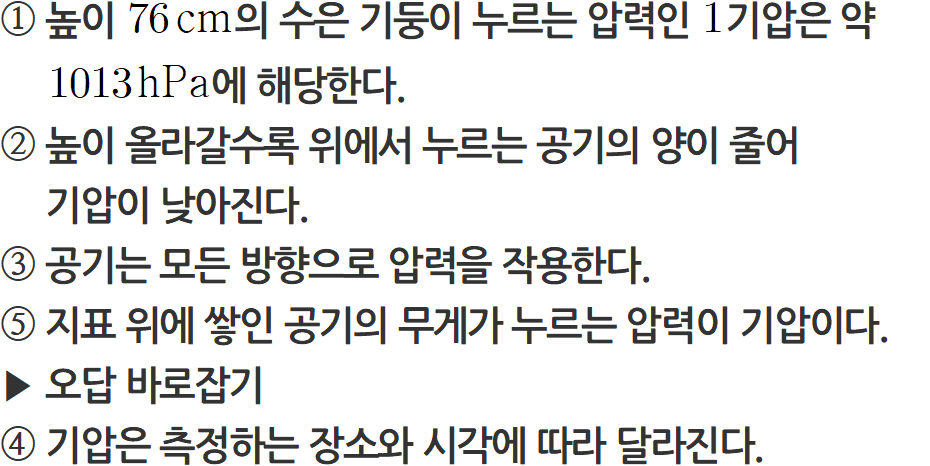 ① 높이 76 cm의 수은 기둥이 누르는 압력인 1기압은 약
1013 hPa에 해당한다.
② 높이 올라갈수록 위에서 누르는 공기의 양이 줄어
기압이 낮아진다.
③ 공기는 모든 방향으로 압력을 작용한다.
⑤ 지표 위에 쌓인 공기의 무게가 누르는 압력이 기압이다.
▶ 오답 바로잡기
④ 기압은 측정하는 장소와 시각에 따라 달라진다.